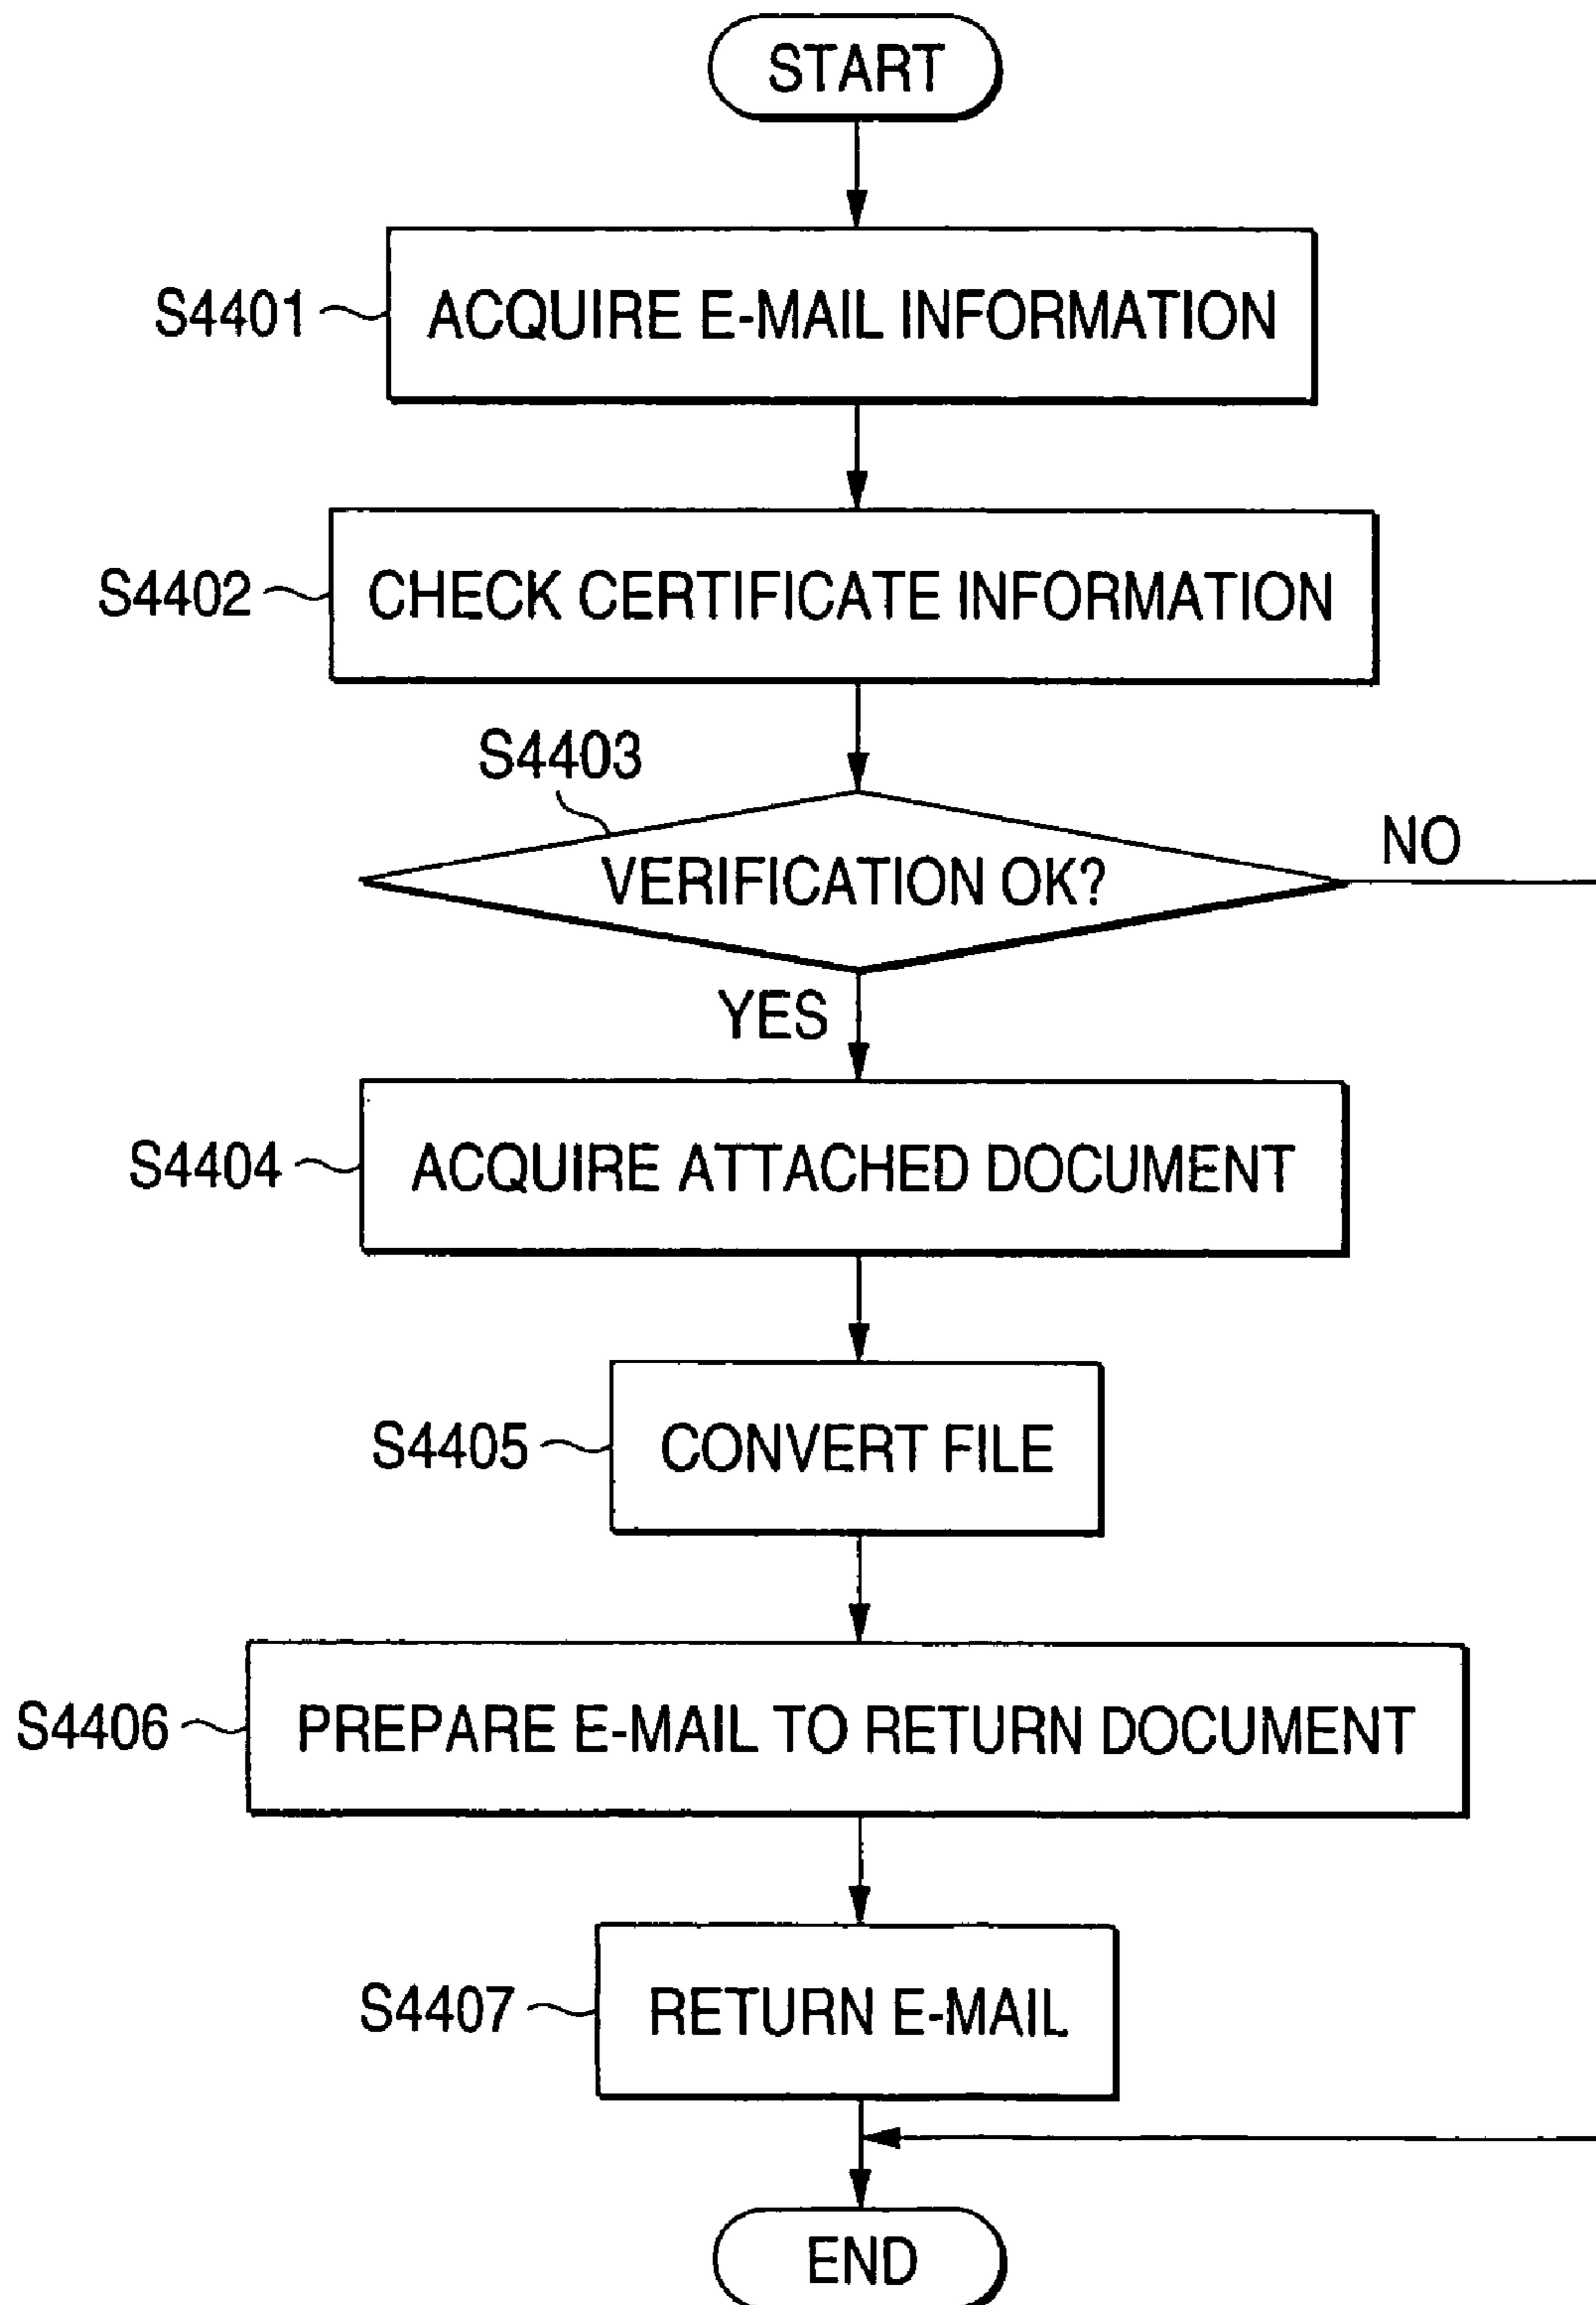 START
S4401
ACQUIRE E-MAIL INFORMATION
S4402
CHECK CERTIFICATE INFORMATION
S4403
VERIFICATION OK?
NO
YES
S4404
ACQUIRE ATTACHED DOCUMENT
S4405
CONVERT FILE
S4406
PREPARE E-MAIL TO RETURN DOCUMENT
S4407
RETURN E-MAIL
END